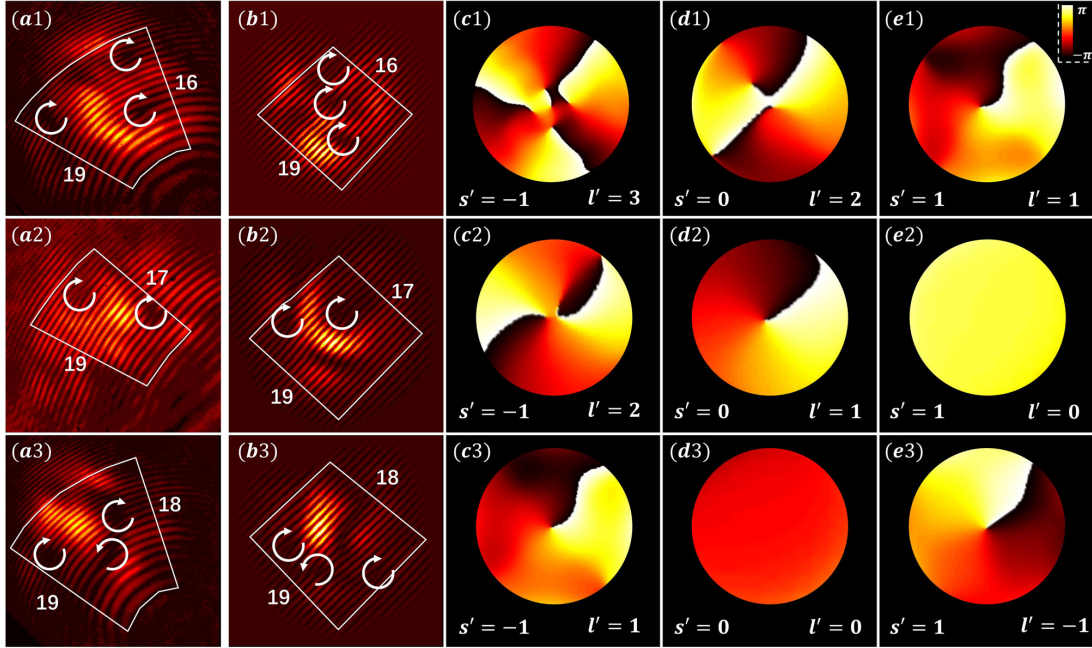 (a1) 16 19
(b1) 16 19
(c1) s′ = −1 l′ = 3
(d1) s′ = 0 l′ = 2
(e1) π −π s′ = 1 l′ = 1
(a2) 17 19
(b2) 17 19
(c2) s′ = −1 l′ = 2
(d2) s′ = 0 l′ = 1
(e2) s′ = 1 l′ = 0
(a3) 18 19
(b3) 18 19
(c3) s′ = −1 l′ = 1
(d3) s′ = 0 l′ = 0
(e3) s′ = 1 l′ = −1